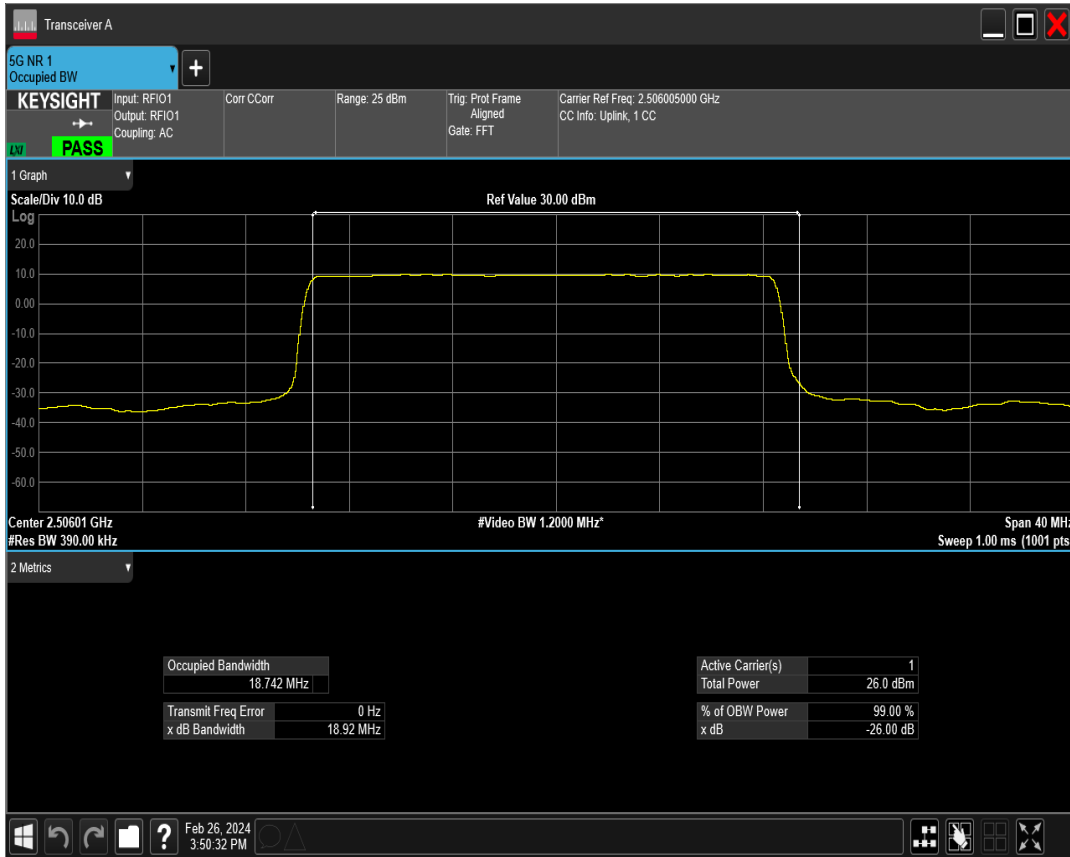 Transceiver A
5G NR 1
Occupied BW
KEYSIGHT
LXI
PASS
Input: RFIO1
Output: RFIO1
Coupling: AC
Corr CCorr
Range: 25 dBm
Trig: Prot Frame
Aligned
Gate: FFT
Carrier Ref Freq: 2.506005000 GHz
CC Info: Uplink, 1 CC
1 Graph
Scale/Div 10.0 dB
Ref Value 30.00 dBm
Log
20.0
10.0
0.00
-10.0
-20.0
-30.0
-40.0
-50.0
-60.0
Center 2.50601 GHz
#Video BW 1.2000 MHz*
Span 40 MHz
#Res BW 390.00 kHz
Sweep 1.00 ms (1001 pts
2 Metrics
Occupied Bandwidth
18.742 MHz
Transmit Freq Error 0 Hz
x dB Bandwidth 18.92 MHz
Active Carrier(s) 1
Total Power 26.0 dBm
% of OBW Power 99.00 %
x dB -26.00 dB
?
Feb 26, 2024
3:50:32 PM